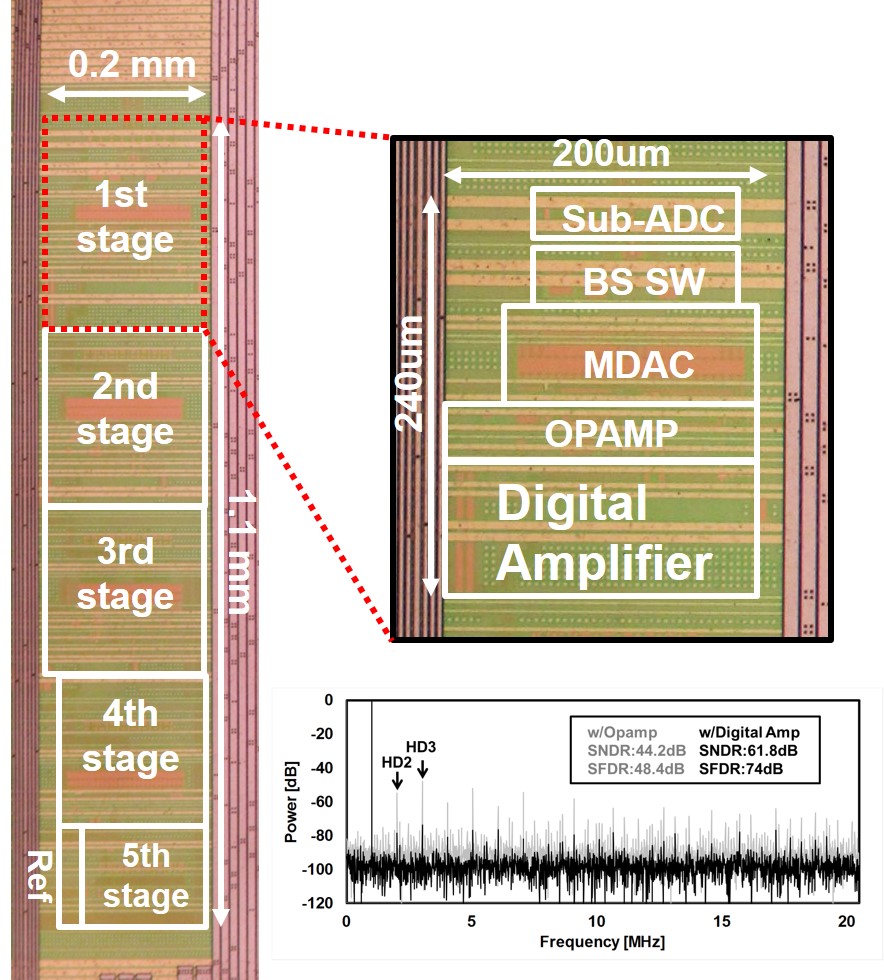 0.2 mm
1st
stage
2nd
stage
3rd
stage
4th
stage
5th
stage
Ref
1.1 mm
200um
240um
Sub-ADC
BS SW
MDAC
OPAMP
Digital
Amplifier
Power [dB]
0
-20
-40
-60
-80
-100
-120
HD3
HD2
w/Opamp w/Digital Amp
SNDR:44.2dB SNDR:61.8dB
SFDR:48.4dB SFDR:74dB
0 5 10 15 20
Frequency [MHz]